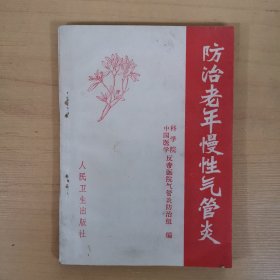 防治老年慢性气管炎
中国医学
科学院
反帝医院气管炎防治组 编
人民卫生出版社